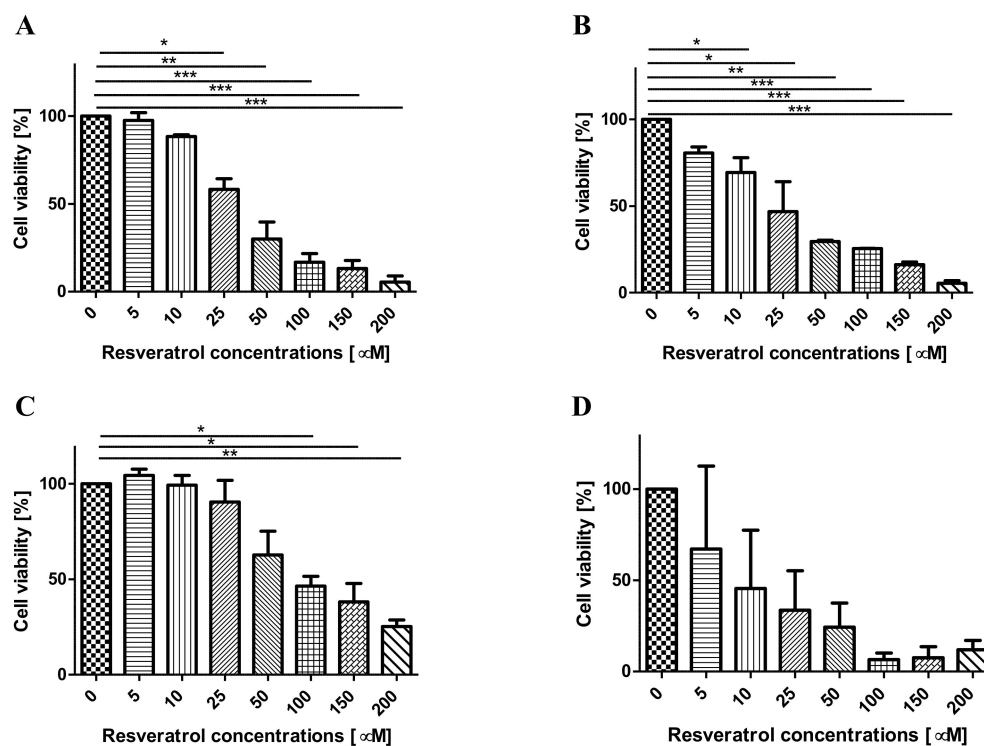 A
*
**
***
***
***
Cell viability [%]
100
50
0
0 5 10 25 50 100 150 200
Resveratrol concentrations [ ∝M]
B
*
*
**
***
***
***
Cell viability [%]
100
50
0
0 5 10 25 50 100 150 200
Resveratrol concentrations [ ∝M]
C
*
*
**
Cell viability [%]
100
50
0
0 5 10 25 50 100 150 200
Resveratrol concentrations [ ∝M]
D
Cell viability [%]
100
50
0
0 5 10 25 50 100 150 200
Resveratrol concentrations [ ∝M]